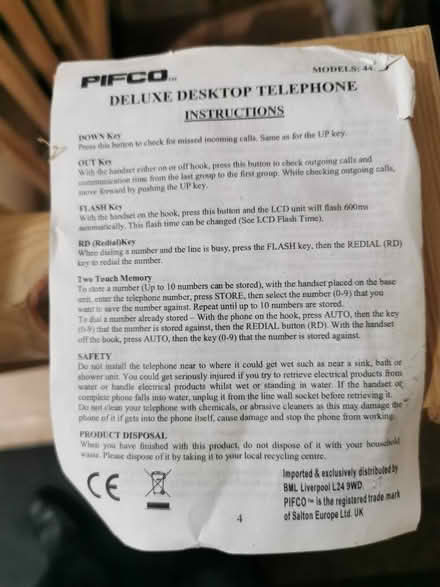 PIFCO™
MODELS: 44
DELUXE DESKTOP TELEPHONE
INSTRUCTIONS
DOWN Key
Press this button to check for missed incoming calls. Same as for the UP key.
OUT Key
With the handset either on or off hook, press this button to check outgoing calls and
communication time from the last group to the first group. While checking outgoing calls,
move forward by pushing the UP key.
FLASH Key
With the handset on the hook, press this button and the LCD unit will flash 600ms
automatically. This flash time can be changed (See LCD Flash Time).
RD (Redial)Key
When dialing a number and the line is busy, press the FLASH key, then the REDIAL (RD)
key to redial the number.
Two Touch Memory
To store a number (Up to 10 numbers can be stored), with the handset placed on the base
unit, enter the telephone number, press STORE, then select the number (0-9) that you
want to save the number against. Repeat until up to 10 numbers are stored.
To dial a number already stored – With the phone on the hook, press AUTO, then the key
(0-9) that the number is stored against, then the REDIAL button (RD). With the handset
off the hook, press AUTO, then the key (0-9) that the number is stored against.
SAFETY
Do not install the telephone near to where it could get wet such as near a sink, bath or
shower unit. You could get seriously injured if you try to retrieve electrical products from
water or handle electrical products whilst wet or standing in water. If the handset or
complete phone falls into water, unplug it from the line wall socket before retrieving it.
Do not clean your telephone with chemicals, or abrasive cleaners as this may damage the
phone of it if gets into the phone itself, cause damage and stop the phone from working.
PRODUCT DISPOSAL
When you have finished with this product, do not dispose of it with your household
waste. Please dispose of it by taking it to your local recycling centre.
CE
Imported & exclusively distributed by
BML Liverpool L24 9WD.
PIFCO™ is the registered trade mark
of Salton Europe Ltd. UK
4